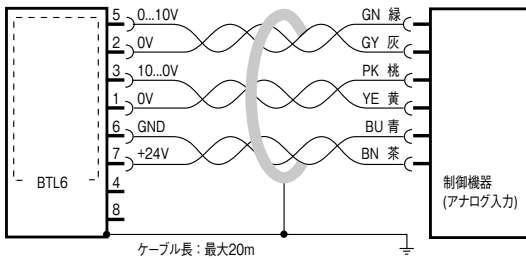 5 0...10V GN 緑
2 0V GY 灰
3 10...0V PK 桃
1 0V YE 黄
6 GND BU 青
7 +24V BN 茶
BTL6
4
8
制御機器
(アナログ入力)
ケーブル長：最大20m